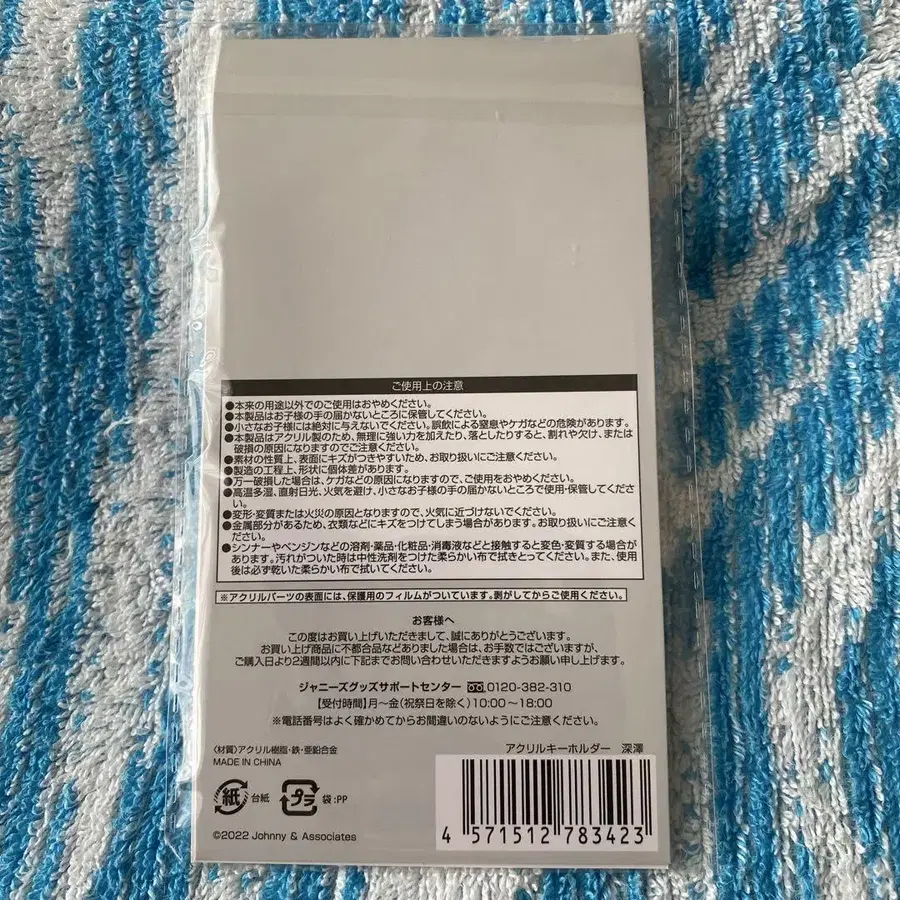 ご使用上の注意
●本来の用途以外でのご使用はおやめください。
●本製品はお子様の手の届かないところに保管してください。
●小さなお子様には絶対に与えないでください。誤飲による窒息やケガなどの危険があります。
●本製品はアクリル製のため、無理に強い力を加えたり、落としたりすると、割れや欠け、または
破損の原因になりますのでご注意ください。
●素材の性質上、表面にキズがつきやすいため、お取り扱いにご注意ください。
●製造の工程上、形状に個体差があります。
●万一破損した場合は、ケガなどの原因になりますので、ご使用をおやめください。
●高温多湿、直射日光、火気を避け、小さなお子様の手の届かないところで使用・保管してくだ
さい。
●変形・変質または火災の原因となりますので、火気に近づけないでください。
●金属部分があるため、衣類などにキズをつけてしまう場合があります。お取り扱いにご注意く
ださい。
●シンナーやベンジンなどの溶剤・薬品・化粧品・消毒液などと接触すると変色・変質する場合が
あります。汚れがついた時は中性洗剤をつけた柔らかい布で拭きとってください。また、使用
後は必ず乾いた柔らかい布で拭いてください。
※アクリルパーツの表面には、保護用のフィルムがついています。剥がしてからご使用ください。
お客様へ
この度はお買い上げいただきまして、誠にありがとうございます。
お買い上げ商品に不都合品などありました場合は、お手数ではございますが、
ご購入日より2週間以内に下記までお問い合わせいただきますようお願い申し上げます。
ジャニーズグッズサポートセンター 0120-382-310
【受付時間】月～金(祝祭日を除く)10:00～18:00
※電話番号はよく確かめてからお間違いのないようにご注意ください。
〈材質〉アクリル樹脂・鉄・亜鉛合金
MADE IN CHINA
アクリルキーホルダー 深澤
紙 台紙 プラ 袋:PP
4 571512 783423
©2022 Johnny & Associates